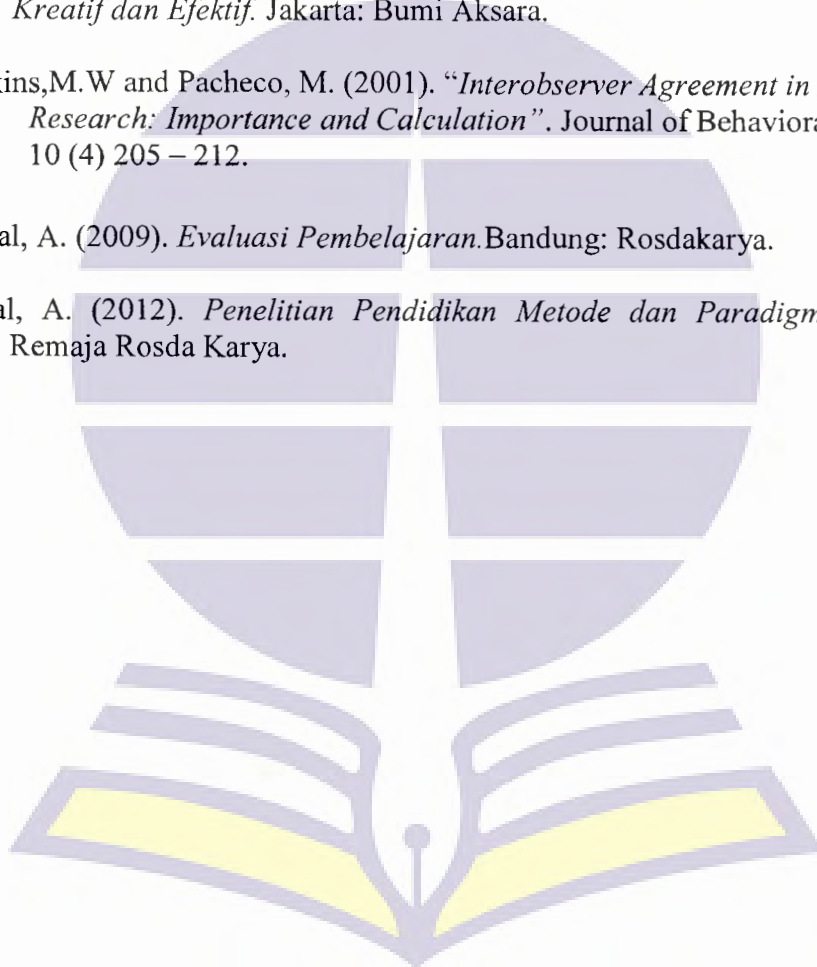 Kreatif dan Efektif. Jakarta: Bumi Aksara.
kins,M.W and Pacheco, M. (2001). “Interobserver Agreement in
Research: Importance and Calculation”. Journal of Behaviora
10 (4) 205 – 212.
al, A. (2009). Evaluasi Pembelajaran.Bandung: Rosdakarya.
al, A. (2012). Penelitian Pendidikan Metode dan Paradigm
Remaja Rosda Karya.